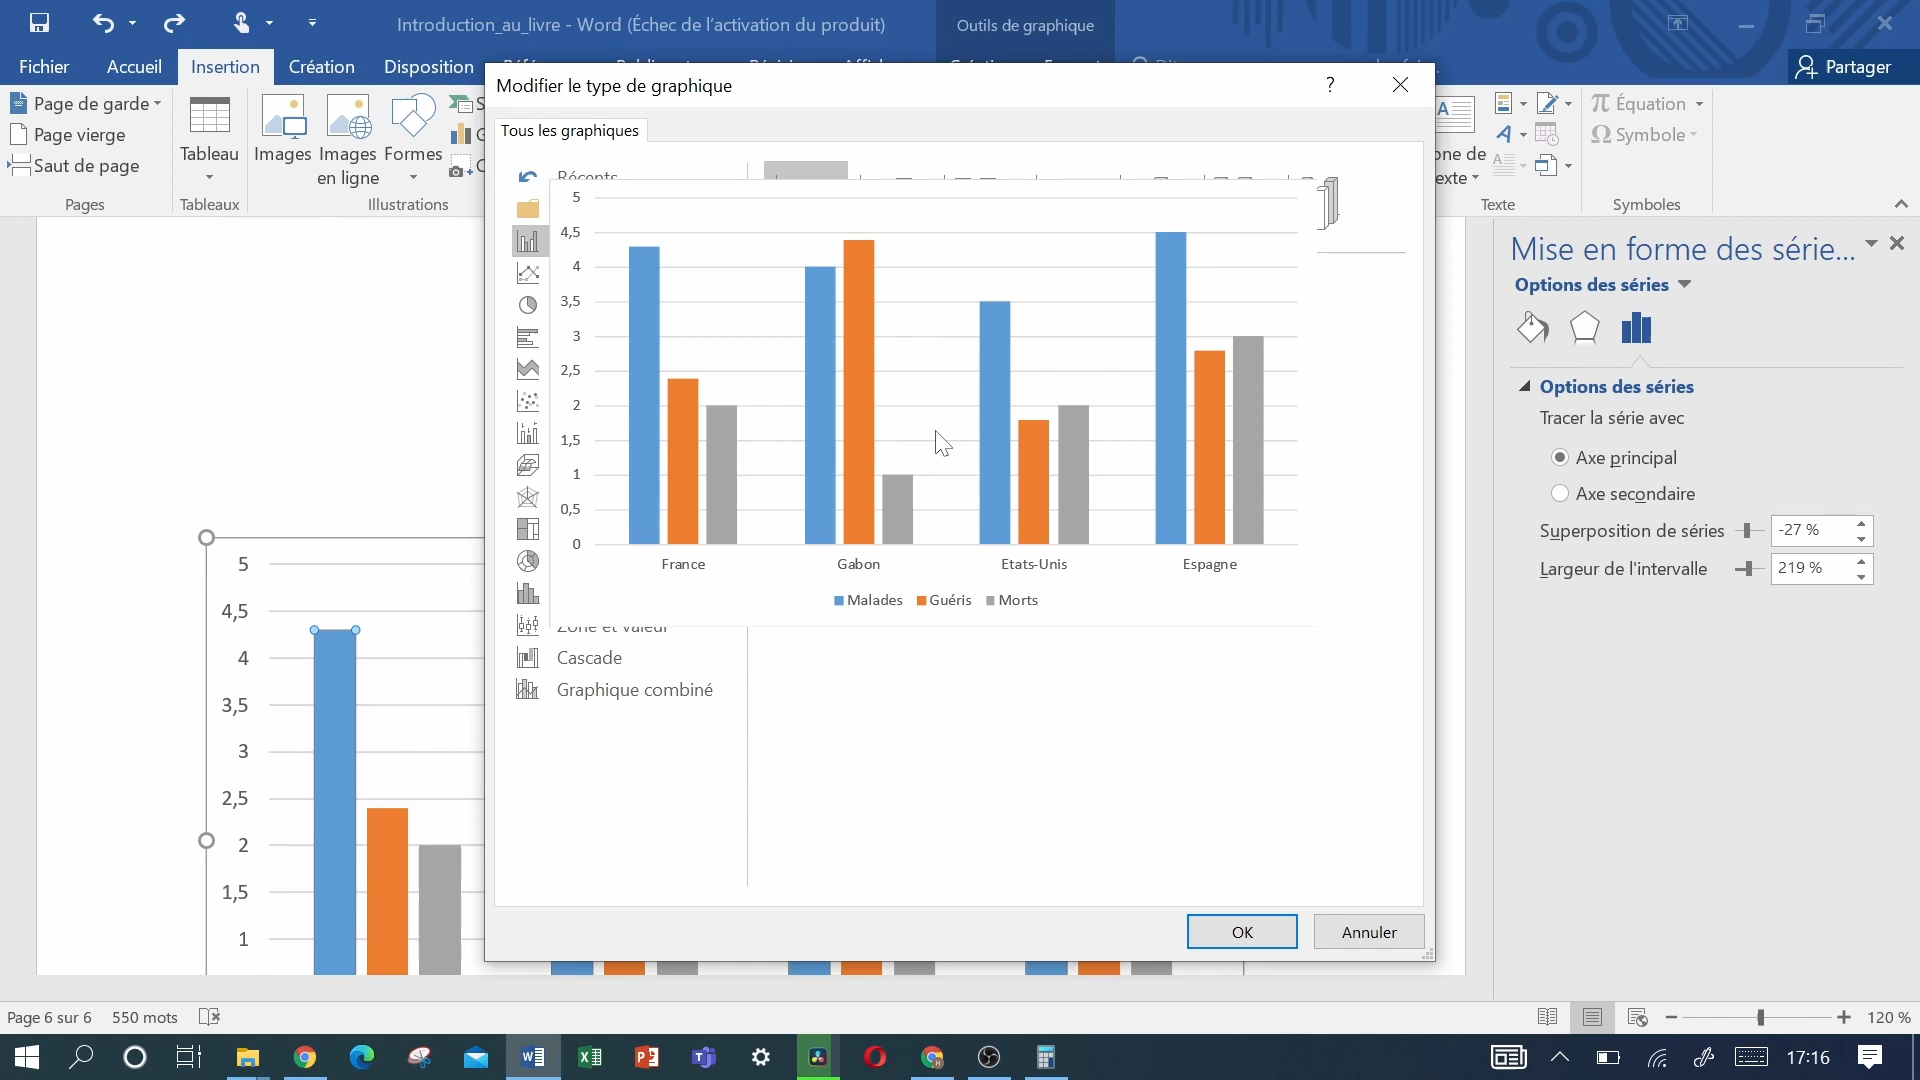 Introduction_au_livre - Word (Échec de l'activation du produit)
Outils de graphique
Fichier
Accueil
Insertion
Création
Disposition
Partager
Page de garde
Page vierge
Saut de page
Pages
Tableau
Tableaux
Images
Images
en ligne
Formes
Illustrations
Texte
Équation
Symbole
Symboles
Modifier le type de graphique
?
Tous les graphiques
Récents
5
4,5
4
3,5
3
2,5
2
1,5
1
0,5
0
France
Gabon
Etats-Unis
Espagne
Malades
Guéris
Morts
Zone et valeur
Cascade
Graphique combiné
OK
Annuler
5
4,5
4
3,5
3
2,5
2
1,5
1
Mise en forme des série...
Options des séries
Options des séries
Tracer la série avec
Axe principal
Axe secondaire
Superposition de séries
-27 %
Largeur de l'intervalle
219 %
Page 6 sur 6
550 mots
120 %
17:16